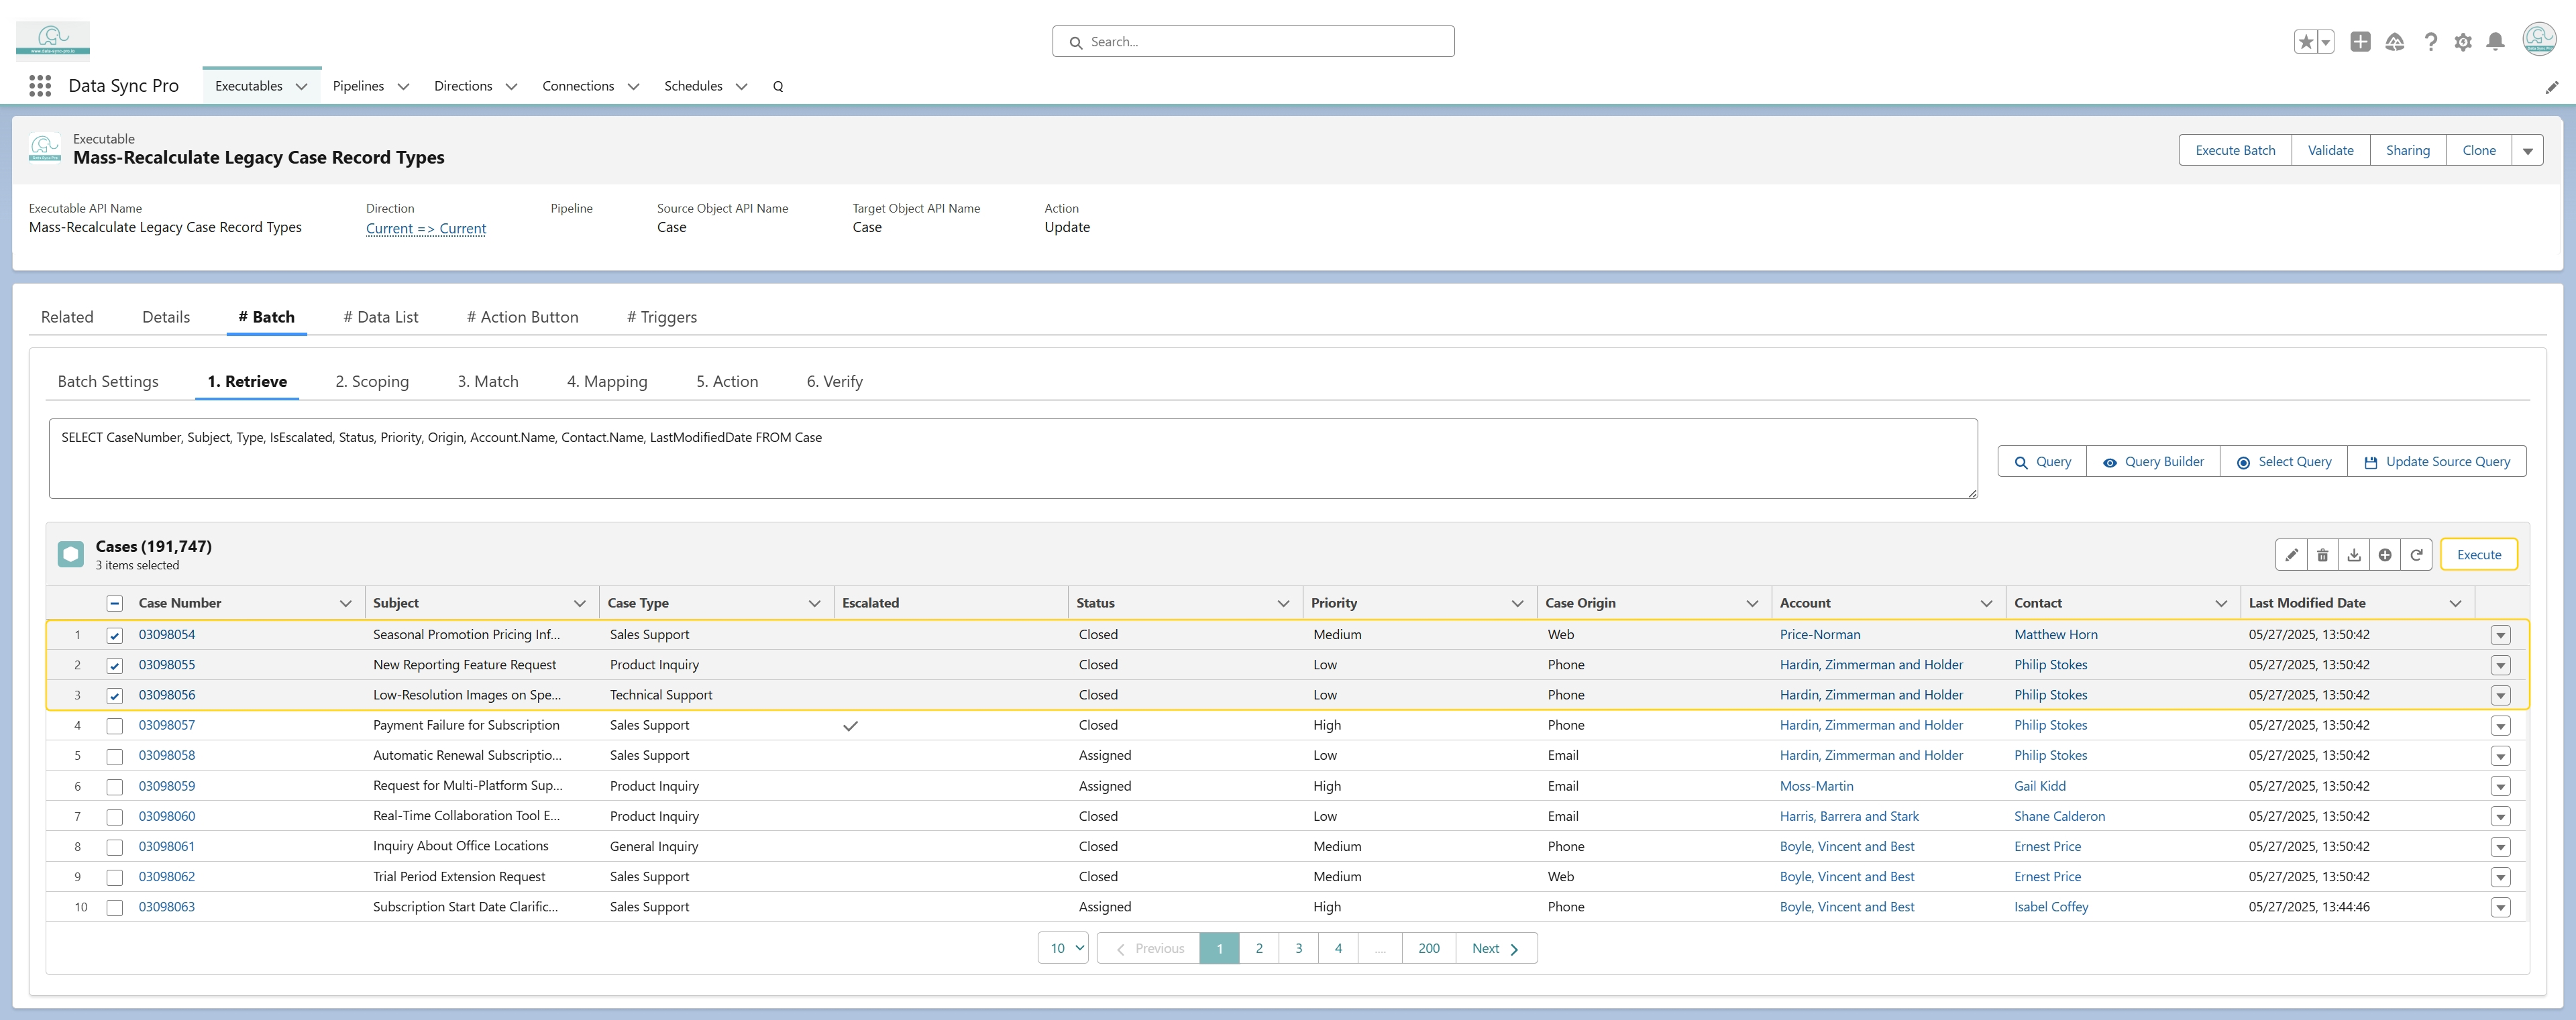 www.data-sync-pro.io
Search...
Data Sync Pro
Executables
Pipelines
Directions
Connections
Schedules
Q
Data Sync Pro
Executable
Mass-Recalculate Legacy Case Record Types
Execute Batch
Validate
Sharing
Clone
Executable API Name
Mass-Recalculate Legacy Case Record Types
Direction
Current => Current
Pipeline
Source Object API Name
Case
Target Object API Name
Case
Action
Update
Related
Details
# Batch
# Data List
# Action Button
# Triggers
Batch Settings
1. Retrieve
2. Scoping
3. Match
4. Mapping
5. Action
6. Verify
SELECT CaseNumber, Subject, Type, IsEscalated, Status, Priority, Origin, Account.Name, Contact.Name, LastModifiedDate FROM Case
Query
Query Builder
Select Query
Update Source Query
Cases (191,747)
3 items selected
Execute
Case Number Subject Case Type Escalated Status Priority Case Origin Account Contact Last Modified Date
1 03098054 Seasonal Promotion Pricing Inf... Sales Support Closed Medium Web Price-Norman Matthew Horn 05/27/2025, 13:50:42
2 03098055 New Reporting Feature Request Product Inquiry Closed Low Phone Hardin, Zimmerman and Holder Philip Stokes 05/27/2025, 13:50:42
3 03098056 Low-Resolution Images on Spe... Technical Support Closed Low Phone Hardin, Zimmerman and Holder Philip Stokes 05/27/2025, 13:50:42
4 03098057 Payment Failure for Subscription Sales Support Closed High Phone Hardin, Zimmerman and Holder Philip Stokes 05/27/2025, 13:50:42
5 03098058 Automatic Renewal Subscriptio... Sales Support Assigned Low Email Hardin, Zimmerman and Holder Philip Stokes 05/27/2025, 13:50:42
6 03098059 Request for Multi-Platform Sup... Product Inquiry Assigned High Email Moss-Martin Gail Kidd 05/27/2025, 13:50:42
7 03098060 Real-Time Collaboration Tool E... Product Inquiry Closed Low Email Harris, Barrera and Stark Shane Calderon 05/27/2025, 13:50:42
8 03098061 Inquiry About Office Locations General Inquiry Closed Medium Phone Boyle, Vincent and Best Ernest Price 05/27/2025, 13:50:42
9 03098062 Trial Period Extension Request Sales Support Closed Medium Web Boyle, Vincent and Best Ernest Price 05/27/2025, 13:50:42
10 03098063 Subscription Start Date Clarific... Sales Support Assigned High Phone Boyle, Vincent and Best Isabel Coffey 05/27/2025, 13:44:46
10 Previous 1 2 3 4 .... 200 Next